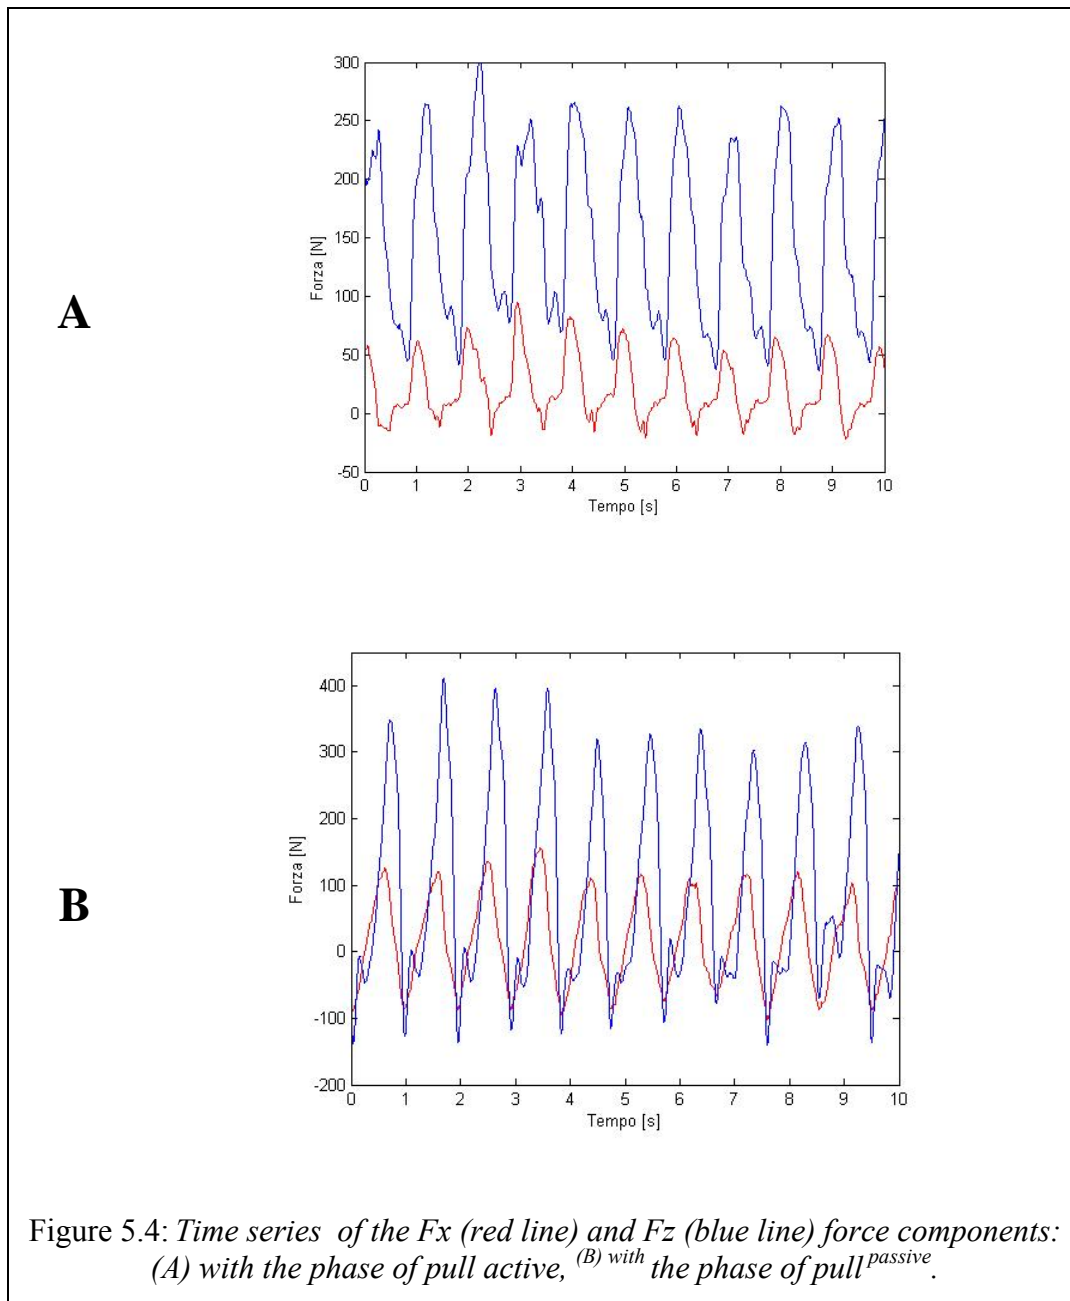 A
300
250
200
150
100
50
0
-50
Forza [N]
0 1 2 3 4 5 6 7 8 9 10
Tempo [s]
B
400
300
200
100
0
-100
-200
Forza [N]
0 1 2 3 4 5 6 7 8 9 10
Tempo [s]
Figure 5.4: Time series of the Fx (red line) and Fz (blue line) force components:
(A) with the phase of pull active, (B) with the phase of pull passive.